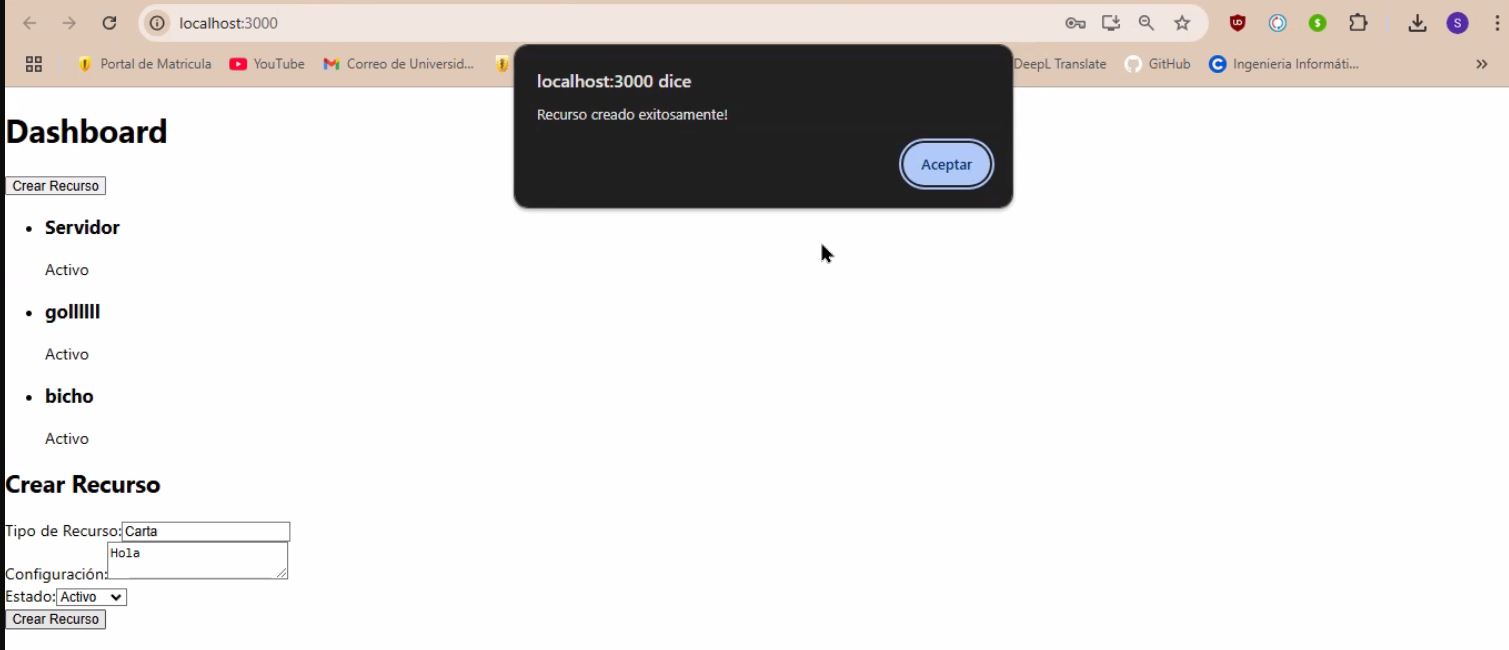 localhost:3000
S
Portal de Matricula
YouTube
Correo de Universid...
DeepL Translate
GitHub
Ingenieria Informáti...
localhost:3000 dice
Recurso creado exitosamente!
Aceptar
Dashboard
Crear Recurso
Servidor
Activo
gollllll
Activo
bicho
Activo
Crear Recurso
Tipo de Recurso: Carta
Hola
Configuración:
Estado: Activo
Crear Recurso